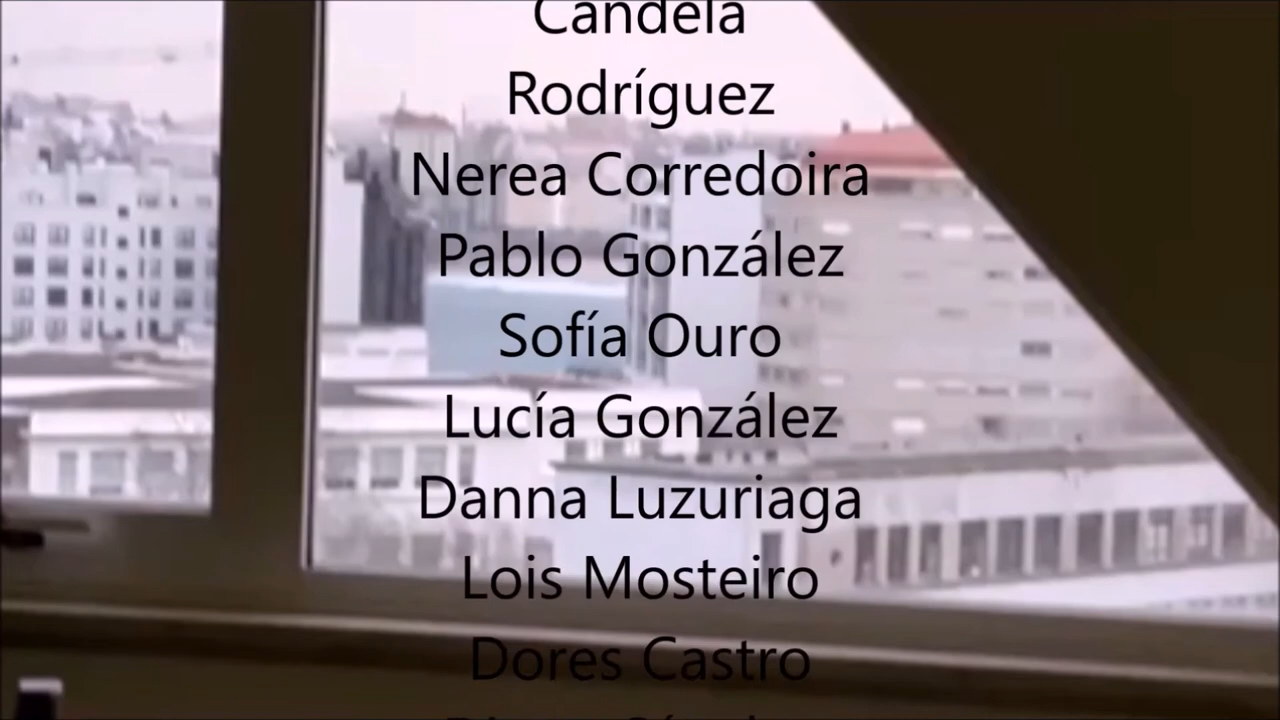 Candela
Rodríguez
Nerea Corredoira
Pablo González
Sofía Ouro
Lucía González
Danna Luzuriaga
Lois Mosteiro
Dores Castro